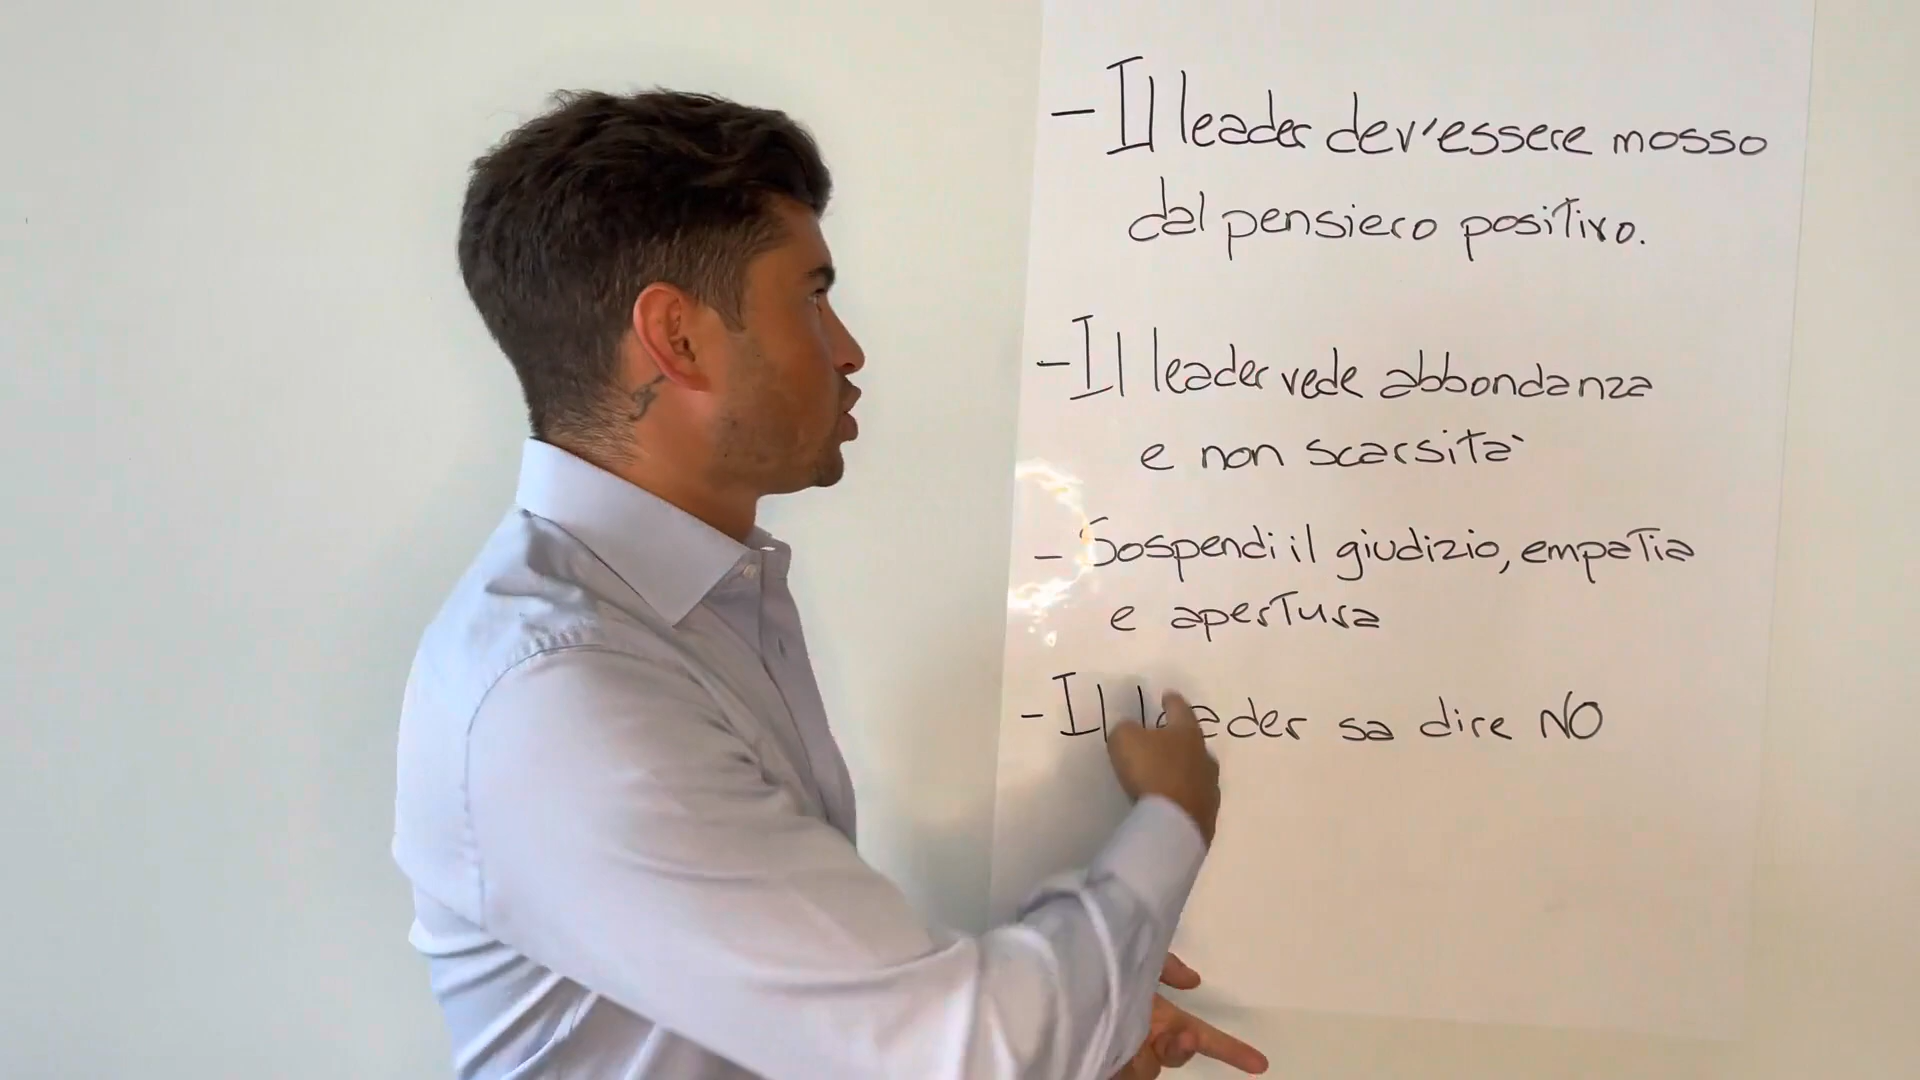 - Il leader dev'essere mosso
dal pensiero positivo.
- Il leader vede abbondanza
e non scarsità
- Sospendi il giudizio, empatia
e apertura
- Il leader sa dire NO